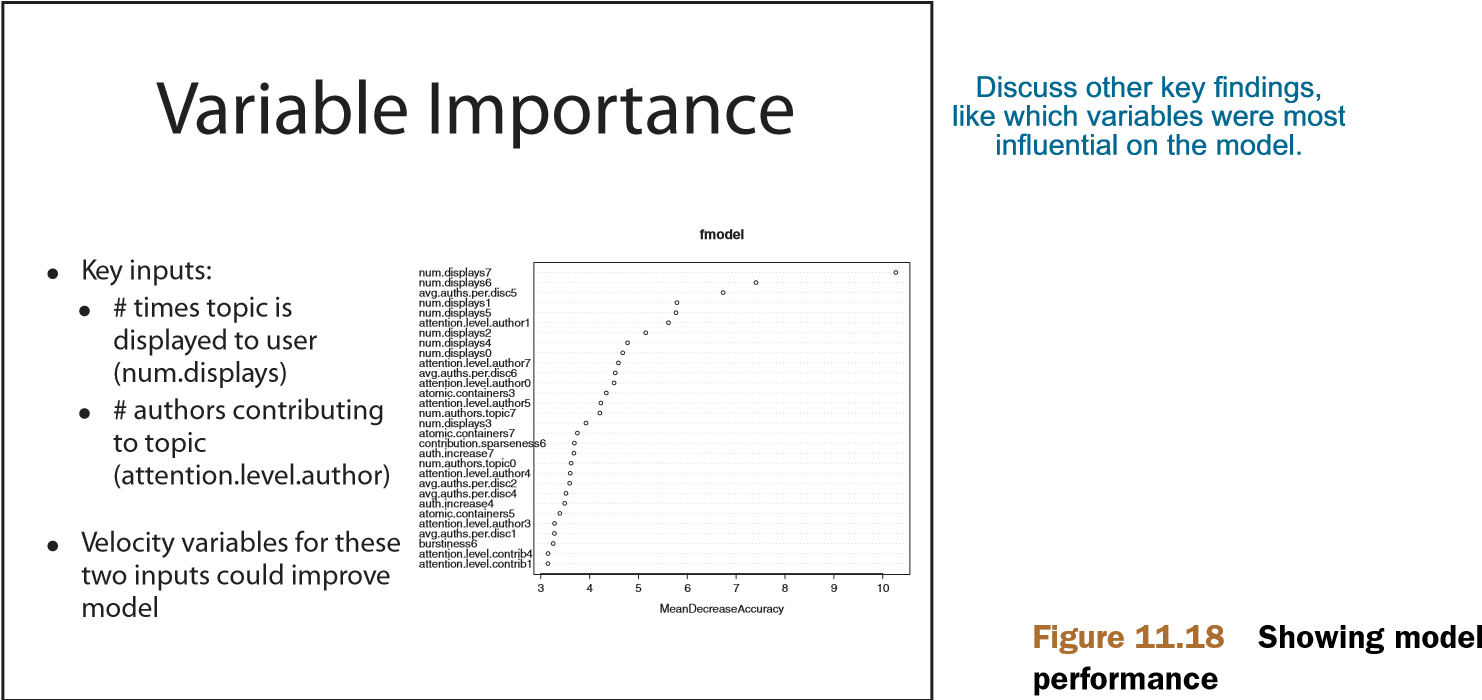 Variable Importance
• Key inputs:
• # times topic is
displayed to user
(num.displays)
• # authors contributing
to topic
(attention.level.author)
• Velocity variables for these
two inputs could improve
model
fmodel
num.displays7
num.displays6
avg.auths.per.disc5
num.displays1
num.displays5
attention.level.author1
num.displays2
num.displays4
num.displays0
attention.level.author7
avg.auths.per.disc6
attention.level.author0
atomic.containers3
attention.level.author5
num.authors.topic7
num.displays3
atomic.containers7
contribution.sparseness6
auth.increase7
num.authors.topic0
attention.level.author4
avg.auths.per.disc2
avg.auths.per.disc4
auth.increase4
atomic.containers5
attention.level.author3
avg.auths.per.disc1
burstiness6
attention.level.contrib4
attention.level.contrib1
3 4 5 6 7 8 9 10
MeanDecreaseAccuracy
Discuss other key findings,
like which variables were most
influential on the model.
Figure 11.18 Showing model
performance